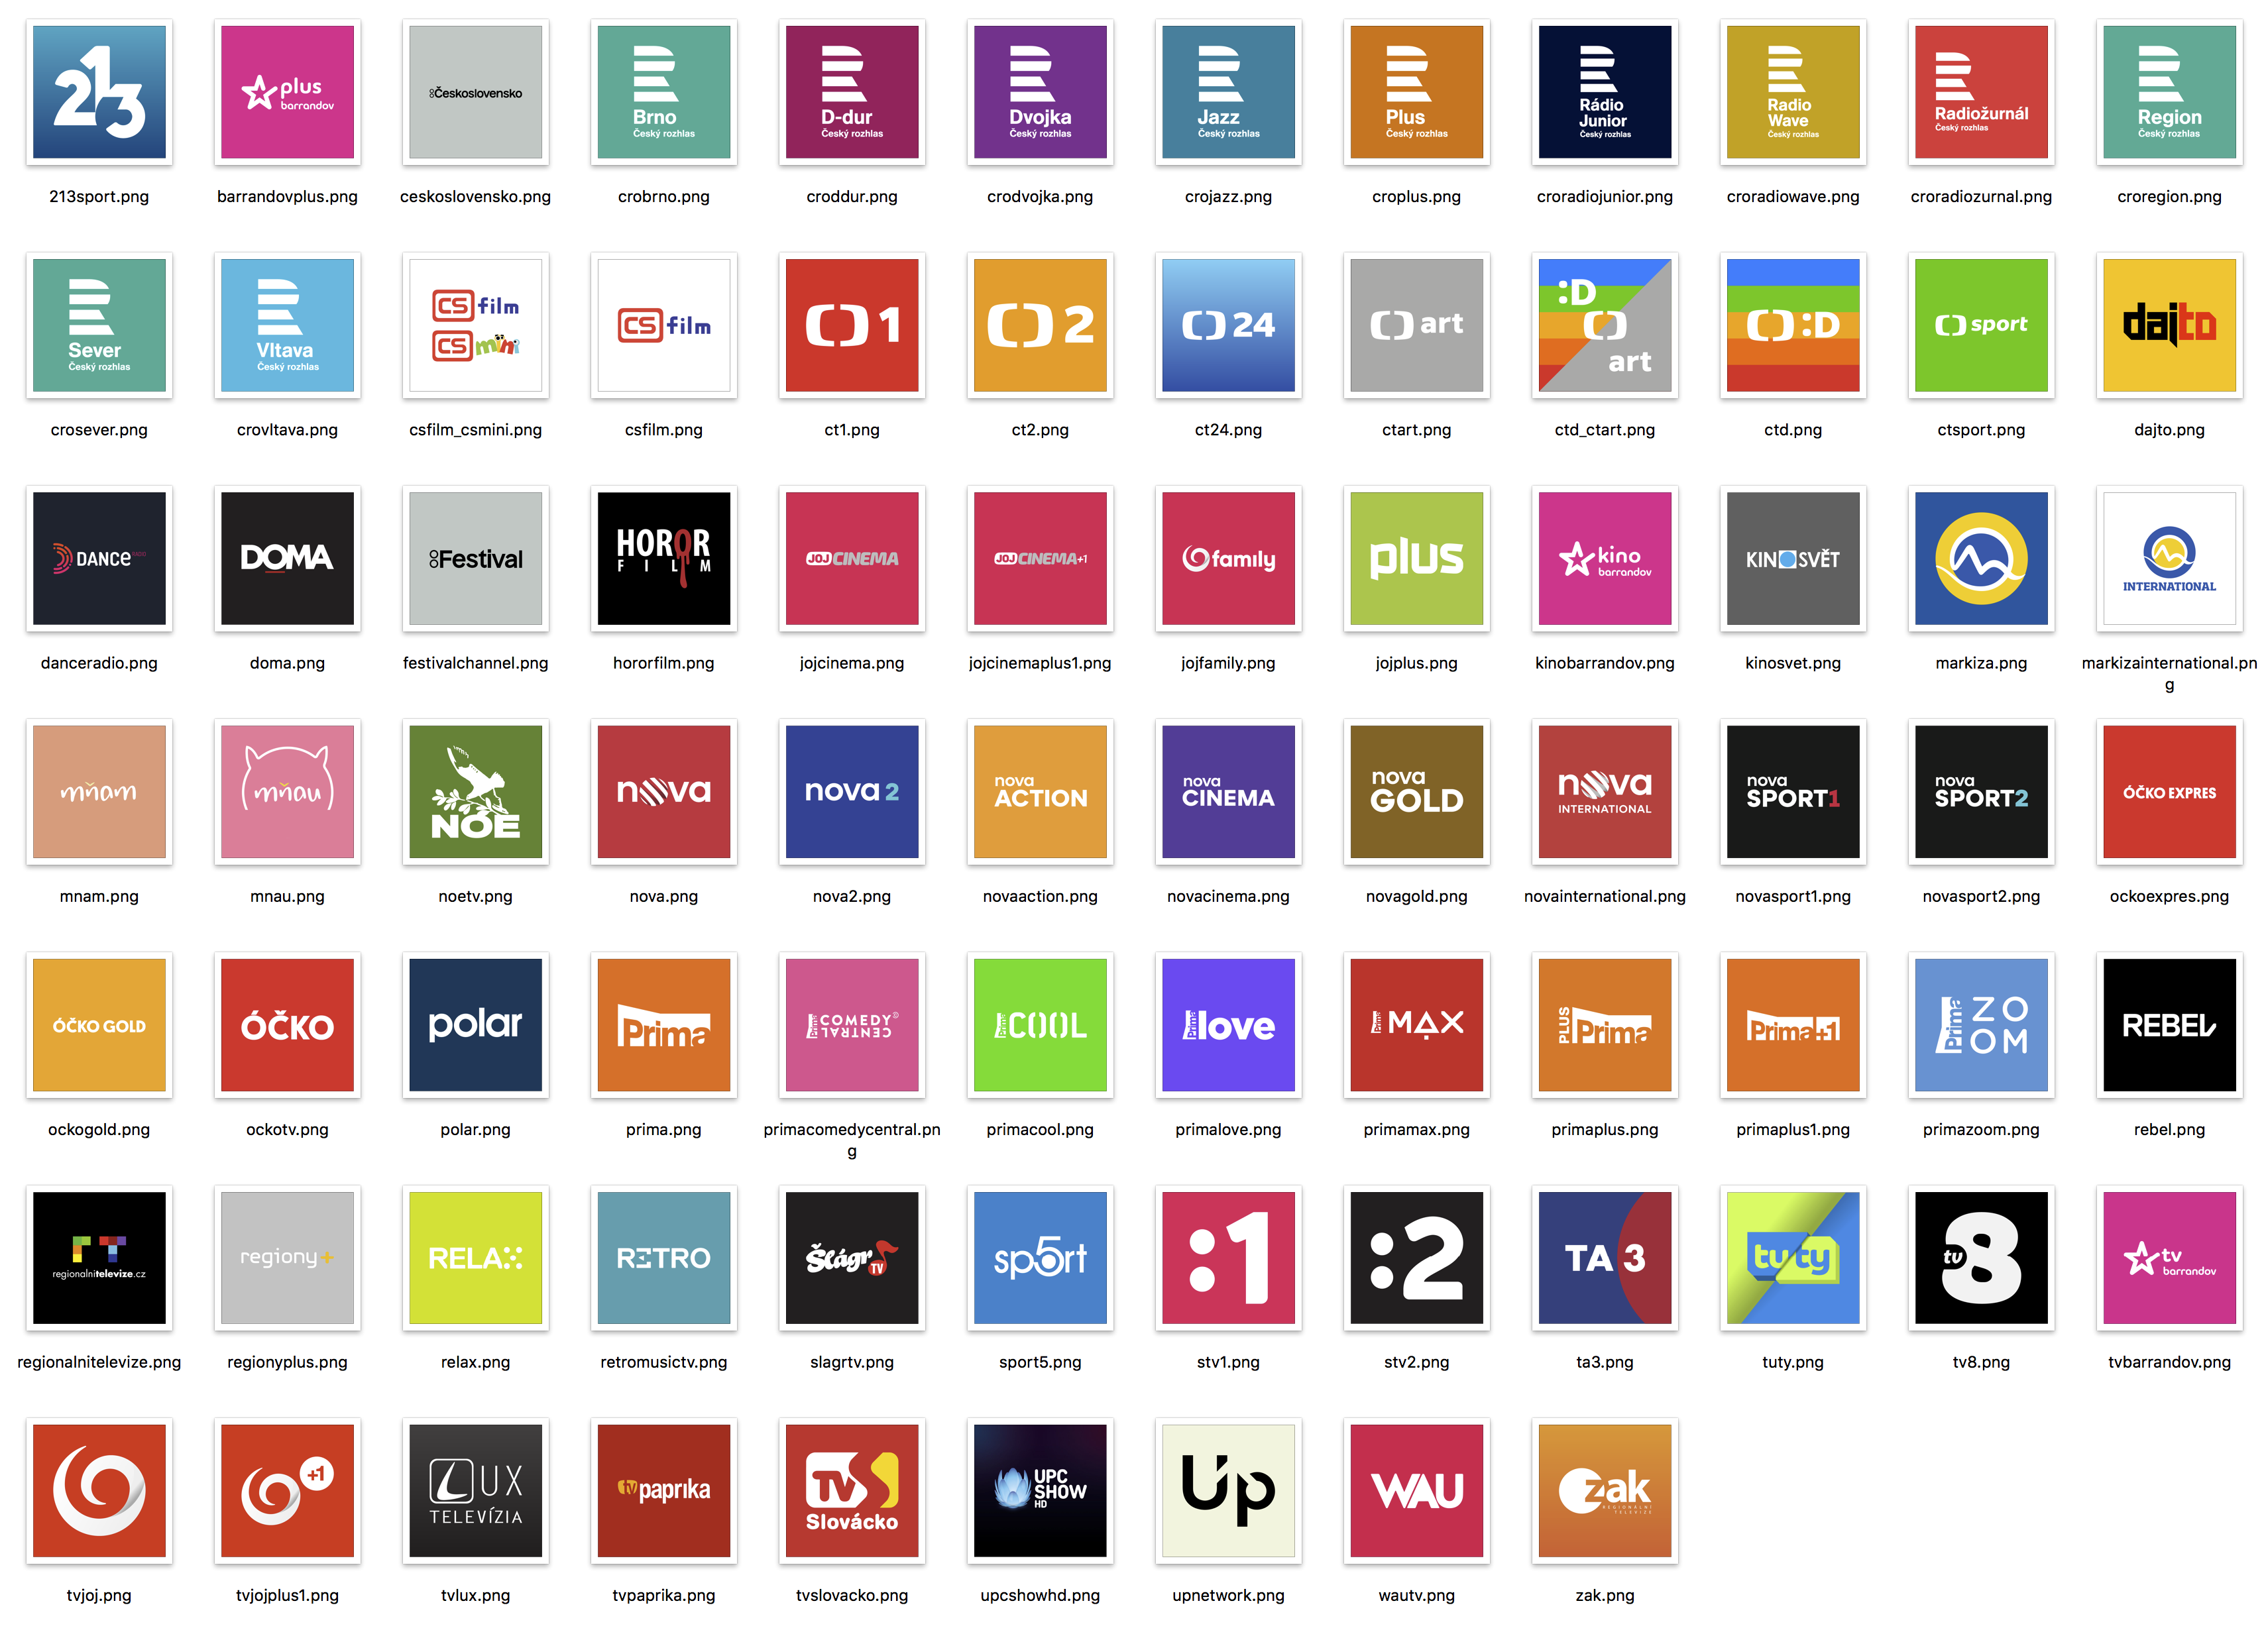 213
plus
barrandov
:Československo
Brno
Český rozhlas
D-dur
Český rozhlas
Dvojka
Český rozhlas
Jazz
Český rozhlas
Plus
Český rozhlas
Rádio
Junior
Český rozhlas
Radio
Wave
Český rozhlas
Radiožurnál
Český rozhlas
Region
Český rozhlas
213sport.png
barrandovplus.png
ceskoslovensko.png
crobrno.png
croddur.png
crodvojka.png
crojazz.png
croplus.png
croradiojunior.png
croradiowave.png
croradiozurnal.png
croregion.png
Sever
Český rozhlas
Vltava
Český rozhlas
CS film
CS mini
CS film
1
2
24
art
:D
art
:D
sport
dajto
crosever.png
crovltava.png
csfilm_csmini.png
csfilm.png
ct1.png
ct2.png
ct24.png
ctart.png
ctd_ctart.png
ctd.png
ctsport.png
dajto.png
DANCE RADIO
DOMA
:Festival
HOROR
FILM
JOJ CINEMA
JOJ CINEMA+1
family
plus
kino
barrandov
KINOSVĚT
INTERNATIONAL
danceradio.png
doma.png
festivalchannel.png
hororfilm.png
jojcinema.png
jojcinemaplus1.png
jojfamily.png
jojplus.png
kinobarrandov.png
kinosvet.png
markiza.png
markizainternational.pn
g
mňam
mňau
NOE
nova
nova 2
nova
ACTION
nova
CINEMA
nova
GOLD
nova
INTERNATIONAL
nova
SPORT1
nova
SPORT2
ÓČKO EXPRES
mnam.png
mnau.png
noetv.png
nova.png
nova2.png
novaaction.png
novacinema.png
novagold.png
novainternational.png
novasport1.png
novasport2.png
ockoexpres.png
ÓČKO GOLD
ÓČKO
polar
Prima
Prima COMEDY
CENTRAL
Prima COOL
Prima love
Prima MAX
PLUS Prima
Prima+1
Prima ZO
OM
REBEL
ockogold.png
ockotv.png
polar.png
prima.png
primacomedycentral.pn
g
primacool.png
primalove.png
primamax.png
primaplus.png
primaplus1.png
primazoom.png
rebel.png
rT
regionalnitelevize.cz
regiony+
RELAX
RETRO
Šlágr TV
sp5rt
:1
:2
TA 3
tuty
tv 8
tv
barrandov
regionalnitelevize.png
regionyplus.png
relax.png
retromusictv.png
slagrtv.png
sport5.png
stv1.png
stv2.png
ta3.png
tuty.png
tv8.png
tvbarrandov.png
+1
LUX
TELEVÍZIA
tv paprika
TVS
Slovácko
UPC
SHOW
HD
Up
WAU
zak
REGIONÁLNÍ
TELEVIZE
tvjoj.png
tvjojplus1.png
tvlux.png
tvpaprika.png
tvslovacko.png
upcshowhd.png
upnetwork.png
wautv.png
zak.png